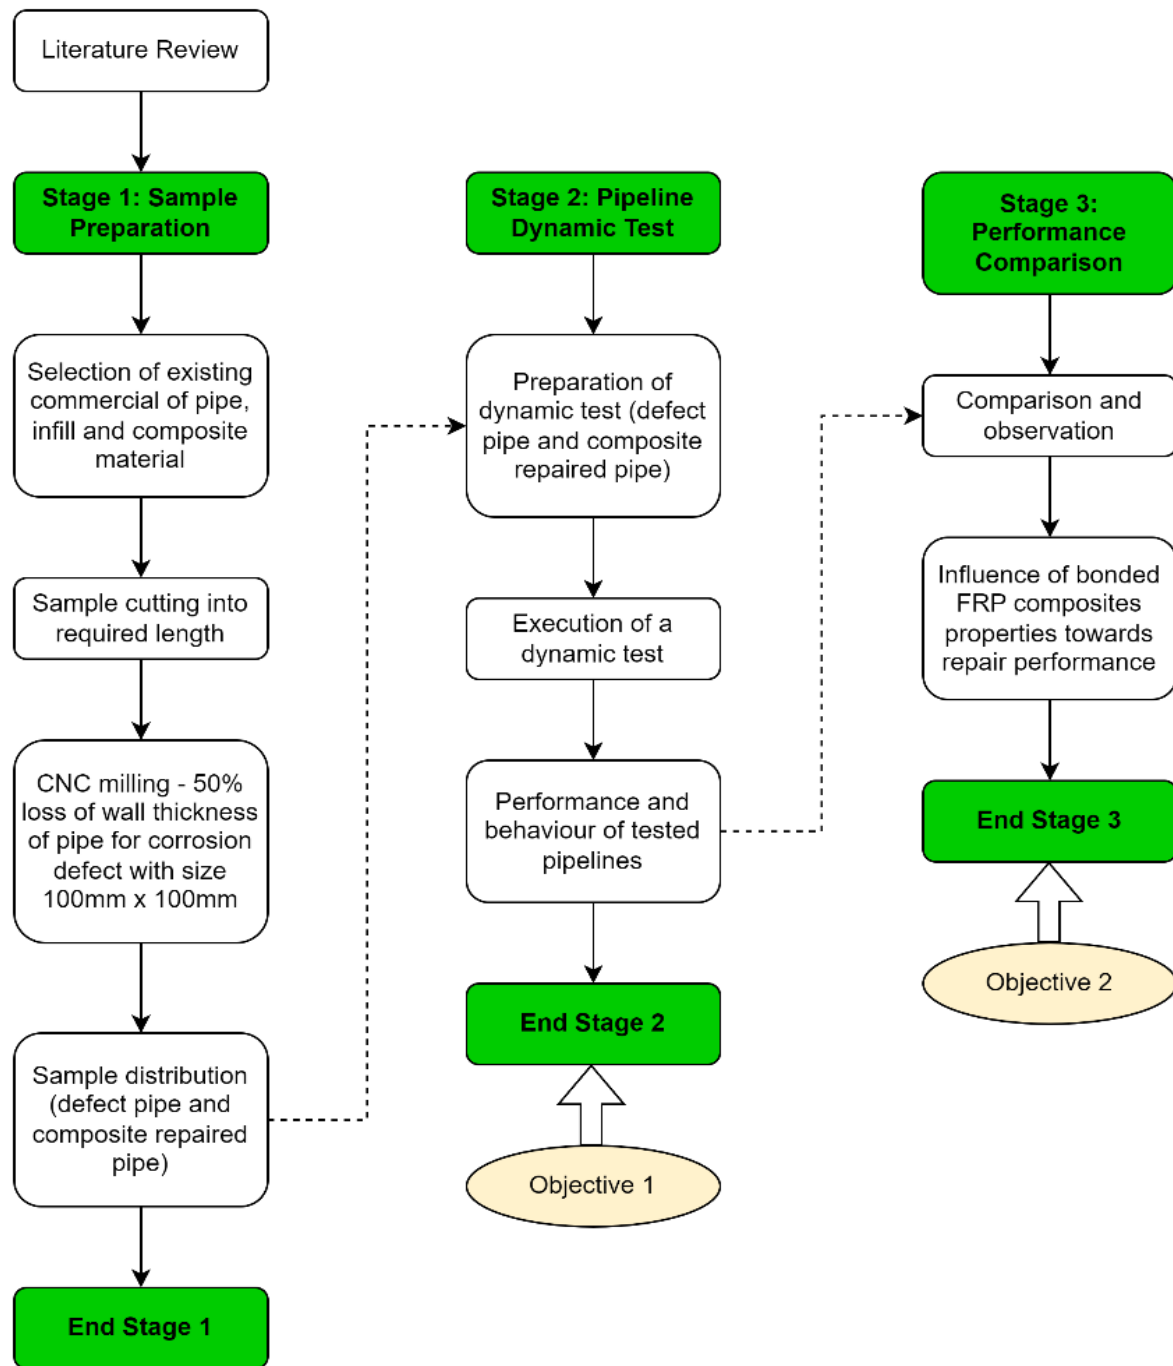 Literature Review
Stage 1: Sample
Preparation
Selection of existing
commercial of pipe,
infill and composite
material
Sample cutting into
required length
CNC milling - 50%
loss of wall thickness
of pipe for corrosion
defect with size
100mm x 100mm
Sample distribution
(defect pipe and
composite repaired
pipe)
End Stage 1
Stage 2: Pipeline
Dynamic Test
Preparation of
dynamic test (defect
pipe and composite
repaired pipe)
Execution of a
dynamic test
Performance and
behaviour of tested
pipelines
End Stage 2
Objective 1
Stage 3:
Performance
Comparison
Comparison and
observation
Influence of bonded
FRP composites
properties towards
repair performance
End Stage 3
Objective 2